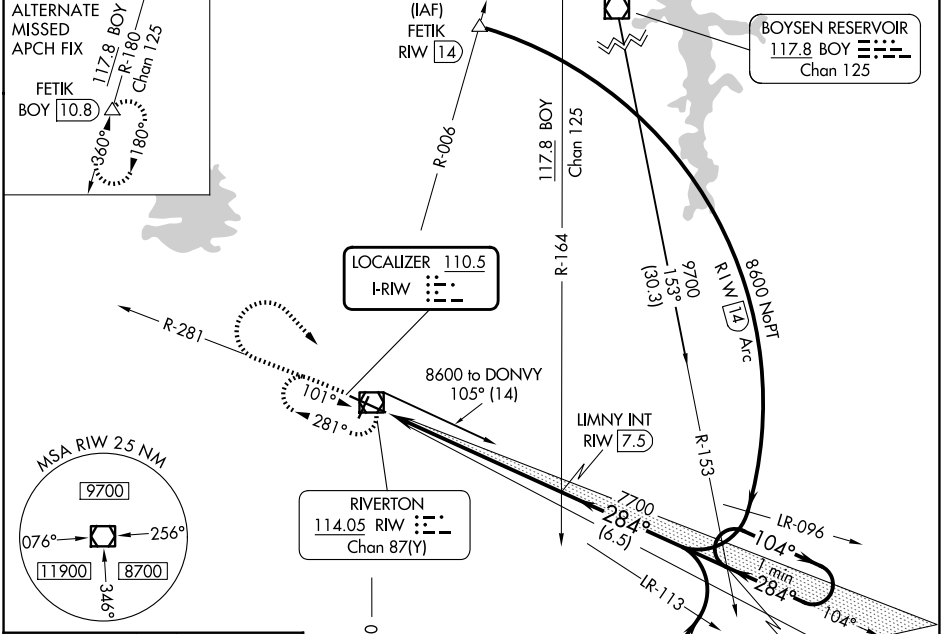 ALTERNATE
MISSED
APCH FIX
117.8 BOY
R-180
Chan 125
FETIK
BOY 10.8
360°
180°
(IAF)
FETIK
RIW 14
R-006
BOYSEN RESERVOIR
117.8 BOY
Chan 125
117.8 BOY
Chan 125
R-164
9700
153°
(30.3)
R-153
8600 NoPT
RIW 14 Arc
LOCALIZER 110.5
I-RIW
R-281
101°
281°
8600 to DONVY
105° (14)
LIMNY INT
RIW 7.5
RIVERTON
114.05 RIW
Chan 87(Y)
7700
284°
(6.5)
LR-096
104°
1 min
284°
104°
LR-113
MSA RIW 25 NM
9700
076°
256°
11900
8700
346°
0